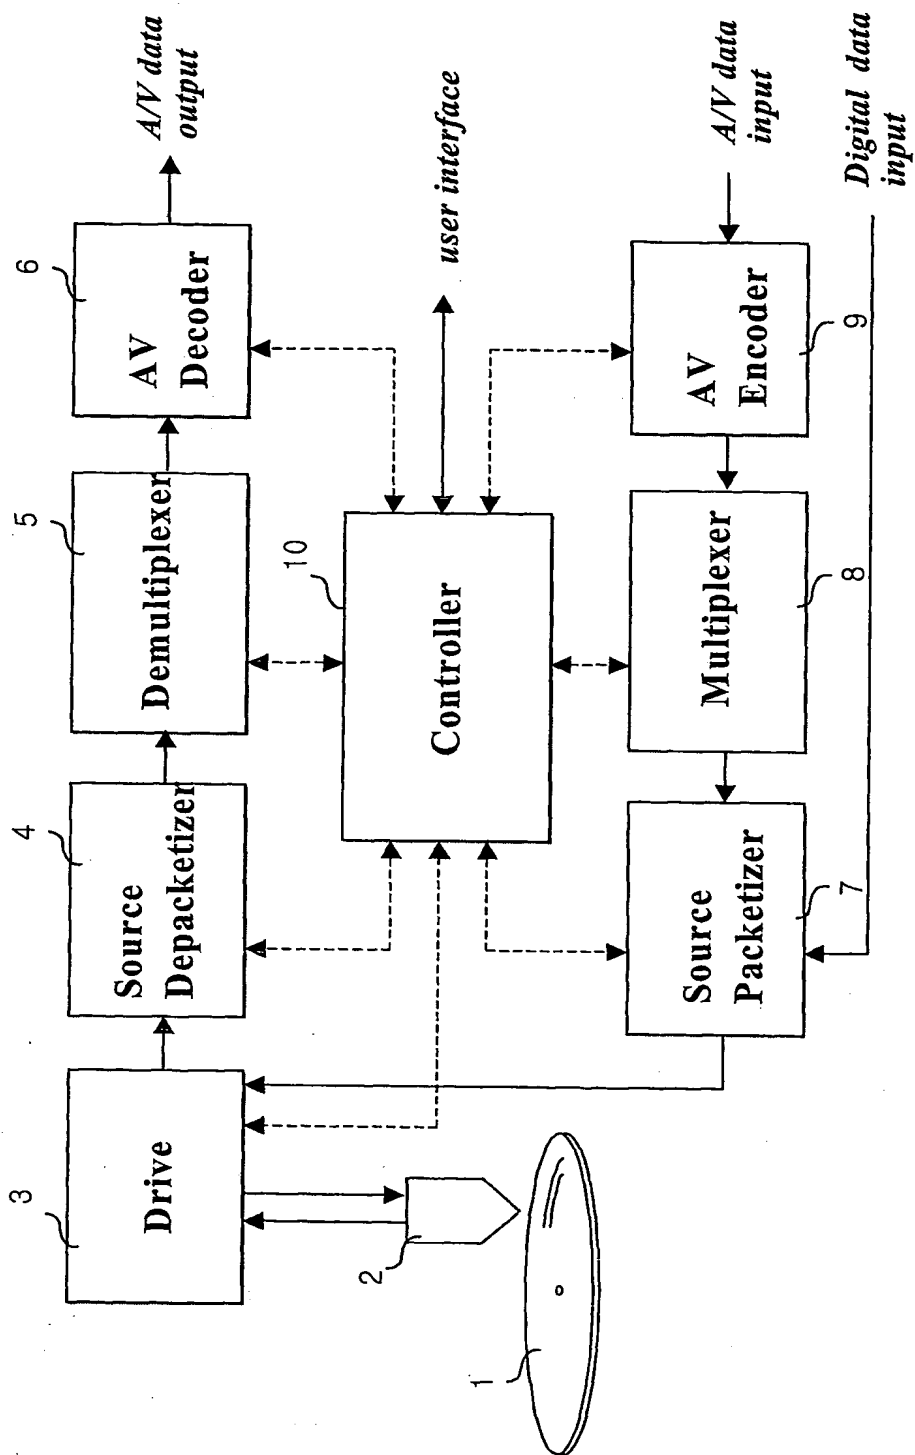 3
Drive
4
Source
Depacketizer
5
Demultiplexer
6
AV
Decoder
A/V data
output
2
1
10
Controller
user interface
Source
Packetizer
7
Multiplexer
8
AV
Encoder
9
A/V data
input
Digital data
input